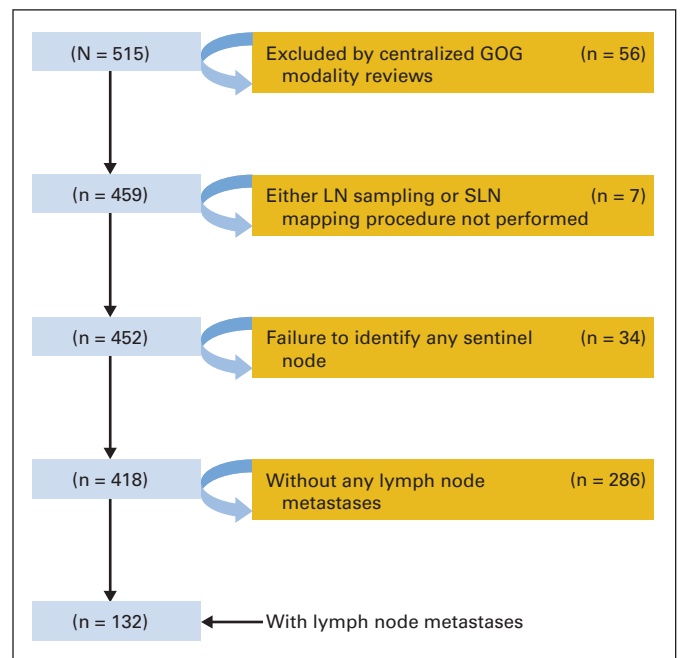 (N = 515)
Excluded by centralized GOG (n = 56)
modality reviews
(n = 459)
Either LN sampling or SLN (n = 7)
mapping procedure not performed
(n = 452)
Failure to identify any sentinel (n = 34)
node
(n = 418)
Without any lymph node (n = 286)
metastases
(n = 132)
With lymph node metastases